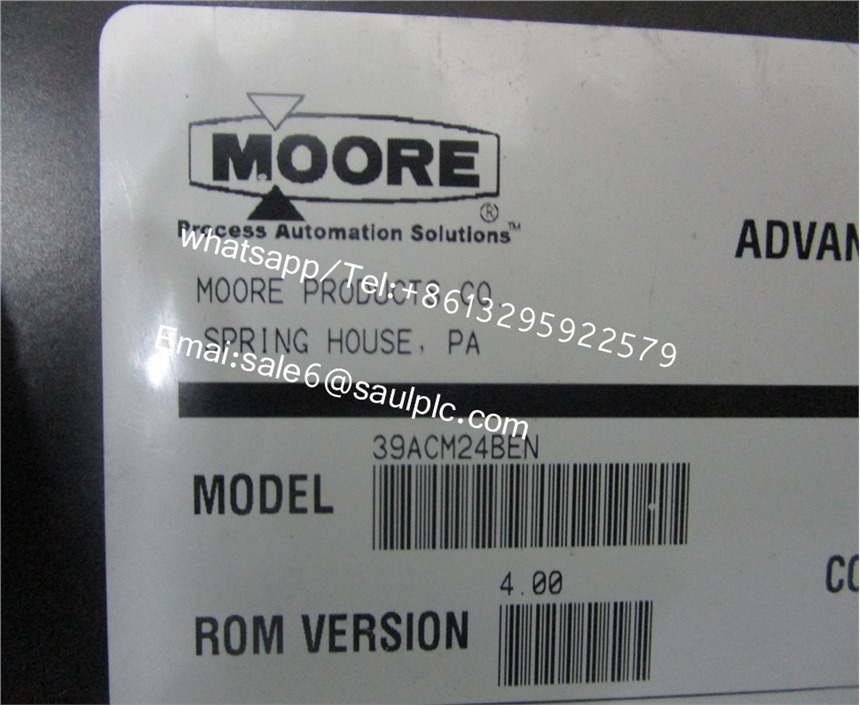 MOORE
®
Process Automation Solutions™
ADVAN
whatsapp/Tel:+8613295922579
MOORE PRODUCTS CO.
SPRING HOUSE, PA
Emai:sale6@saulplc.com
39ACM24BEN
MODEL
4.00
CO
ROM VERSION